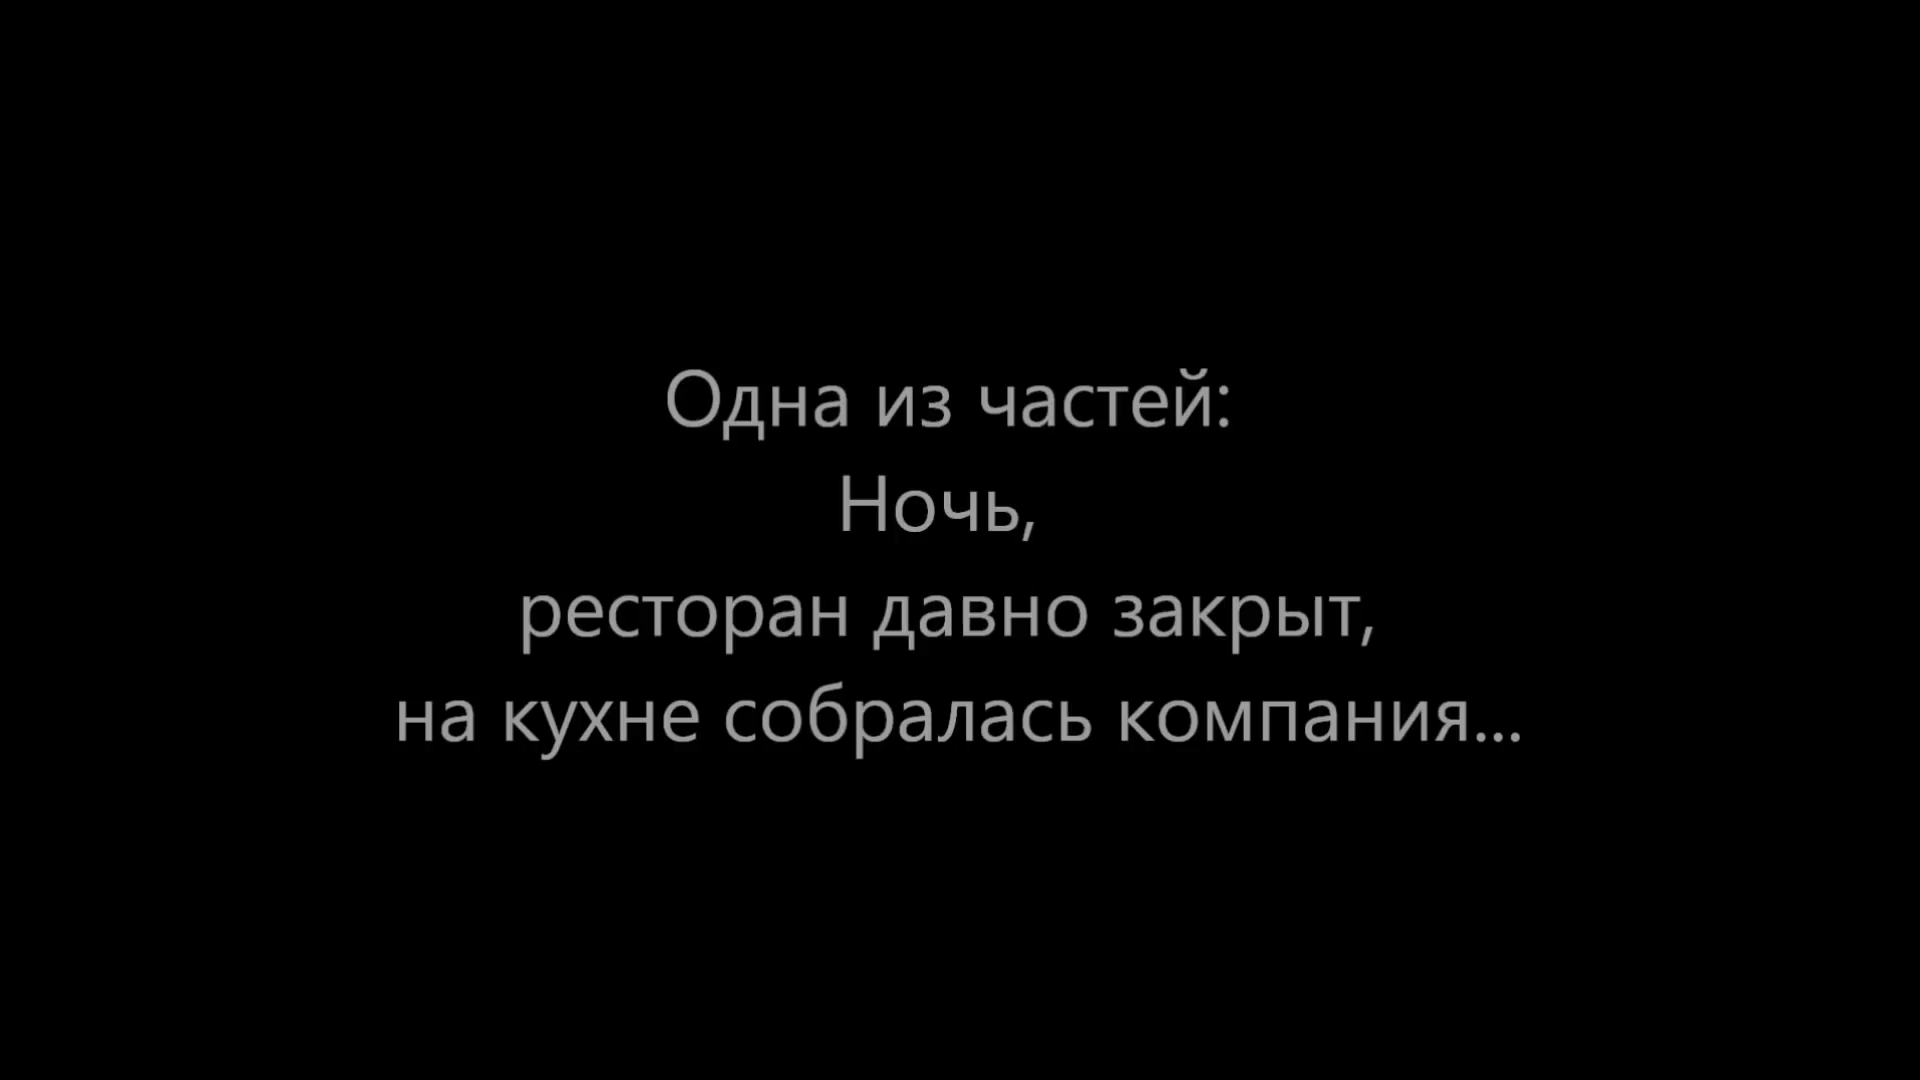 Одна из частей:
Ночь,
ресторан давно закрыт,
на кухне собралась компания...